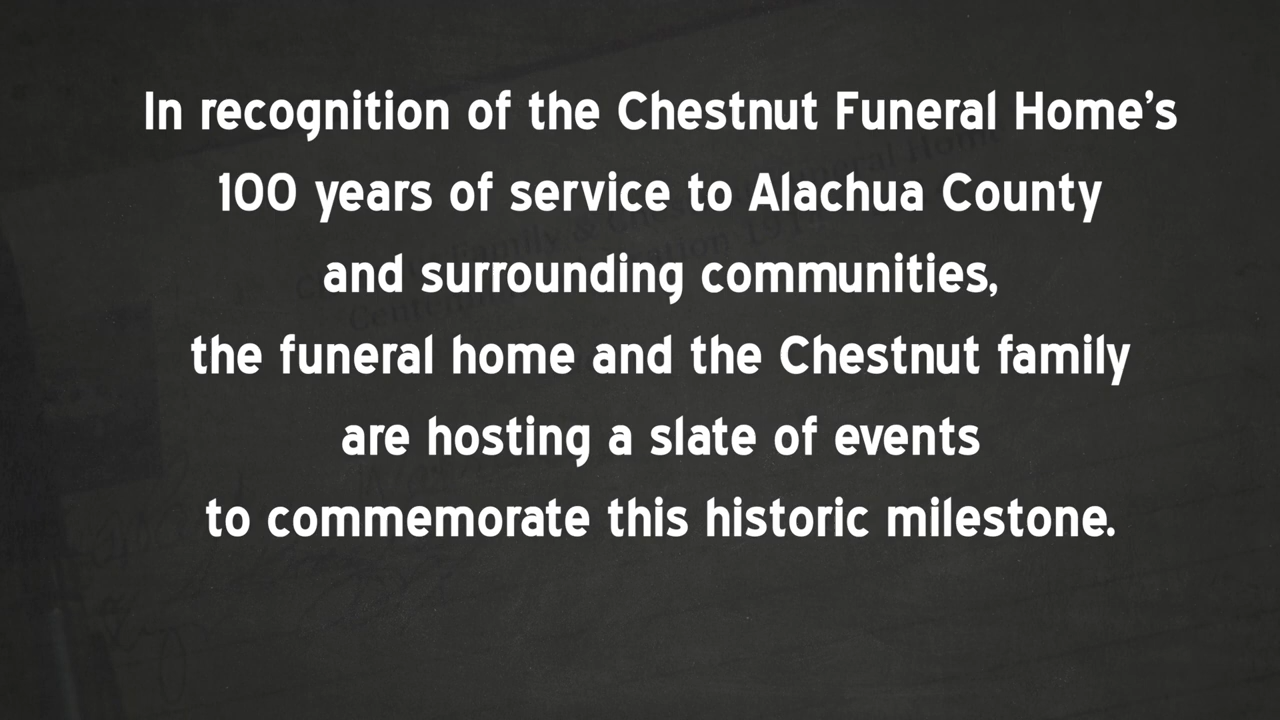 In recognition of the Chestnut Funeral Home’s
100 years of service to Alachua County
and surrounding communities,
the funeral home and the Chestnut family
are hosting a slate of events
to commemorate this historic milestone.